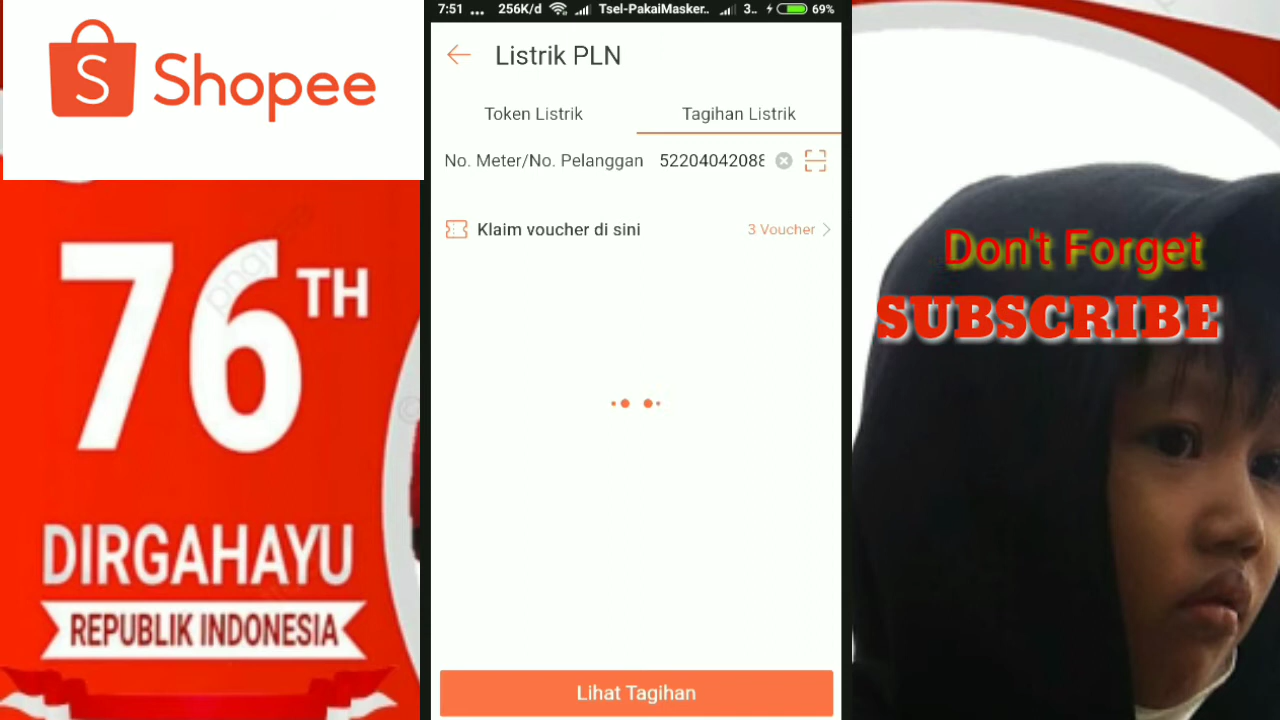 Shopee
76TH
DIRGAHAYU
REPUBLIK INDONESIA
7:51 ... 256K/d Tsel-PakaiMasker.. 3.. 69%
Listrik PLN
Token Listrik Tagihan Listrik
No. Meter/No. Pelanggan 52204042088
Klaim voucher di sini 3 Voucher
Lihat Tagihan
Don't Forget
SUBSCRIBE